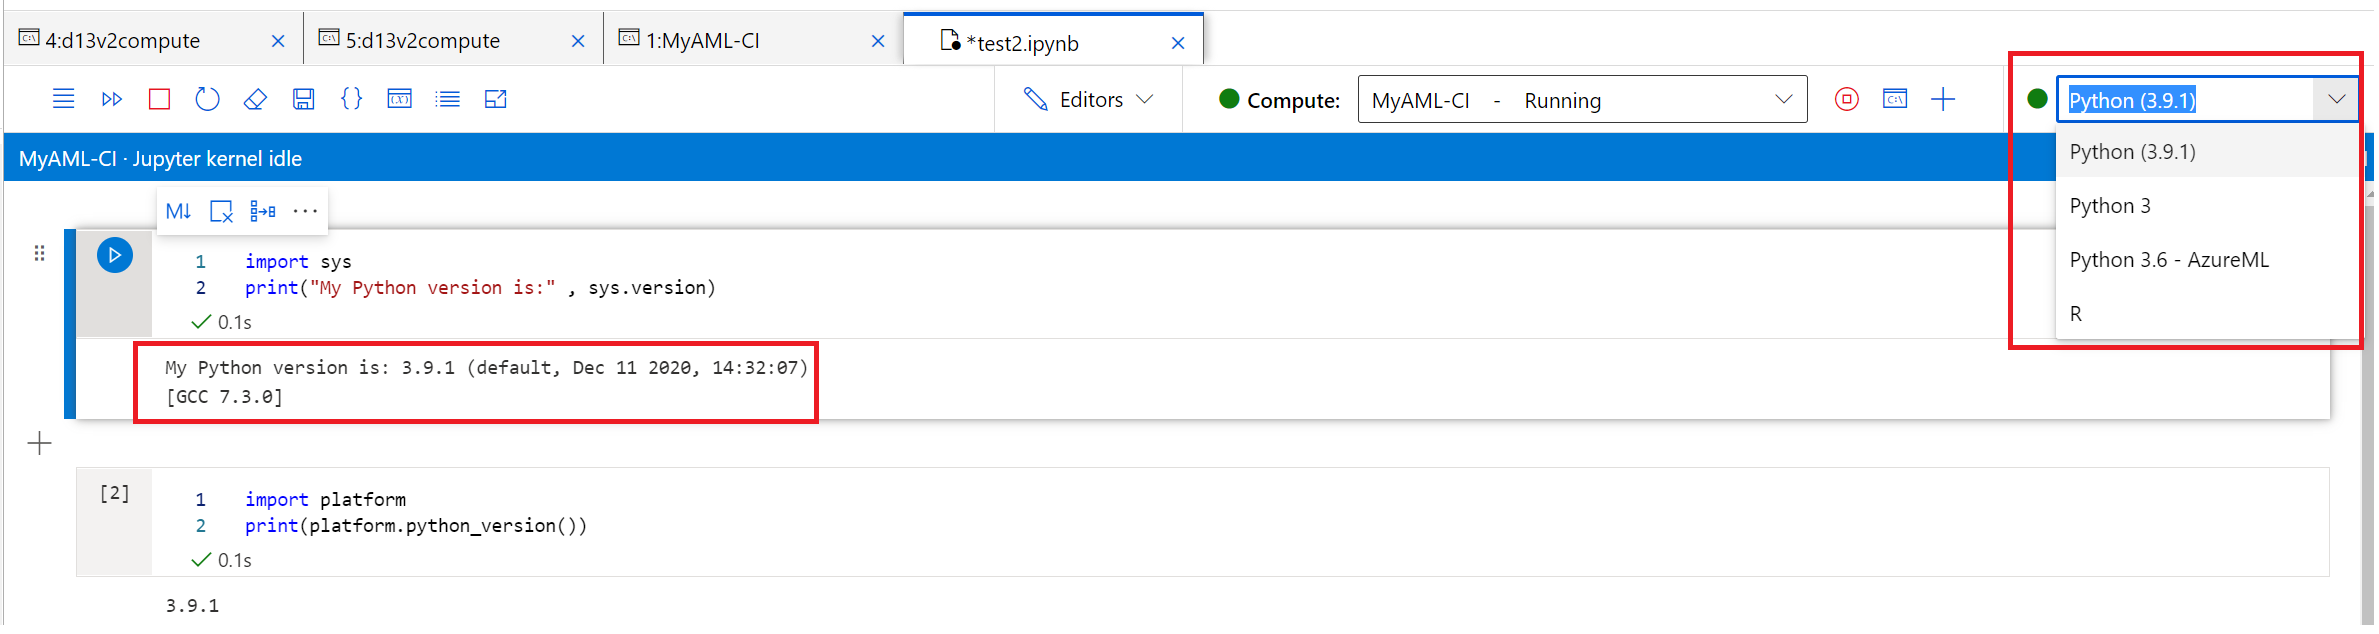 4:d13v2compute
5:d13v2compute
1:MyAML-CI
*test2.ipynb
Editors
Compute:
MyAML-CI - Running
Python (3.9.1)
MyAML-CI · Jupyter kernel idle
Python (3.9.1)
Python 3
Python 3.6 - AzureML
R
M↓
1 import sys
2 print("My Python version is:" , sys.version)
0.1s
My Python version is: 3.9.1 (default, Dec 11 2020, 14:32:07)
[GCC 7.3.0]
[2]
1 import platform
2 print(platform.python_version())
0.1s
3.9.1